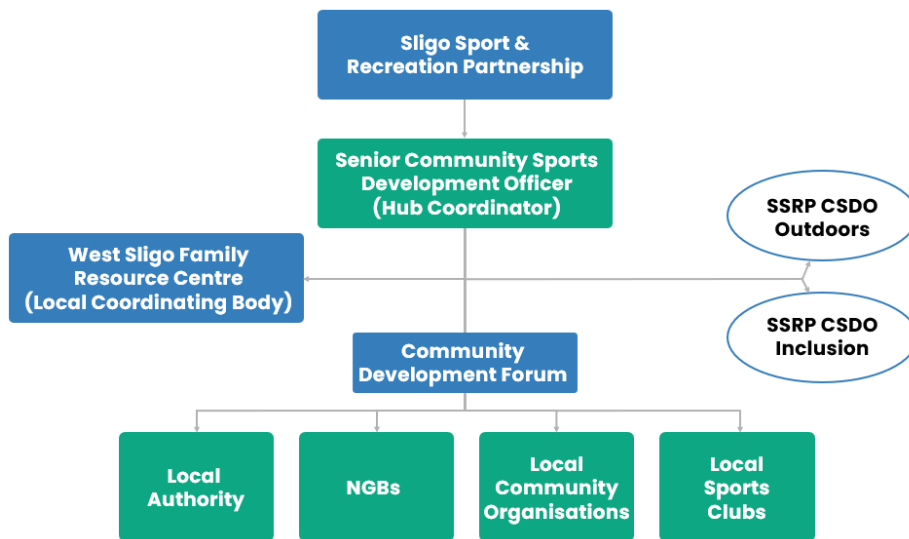 Sligo Sport &
Recreation Partnership
Senior Community Sports
Development Officer
(Hub Coordinator)
SSRP CSDO
Outdoors
West Sligo Family
Resource Centre
(Local Coordinating Body)
SSRP CSDO
Inclusion
Community
Development Forum
Local
Authority
NGBs
Local
Community
Organisations
Local
Sports
Clubs